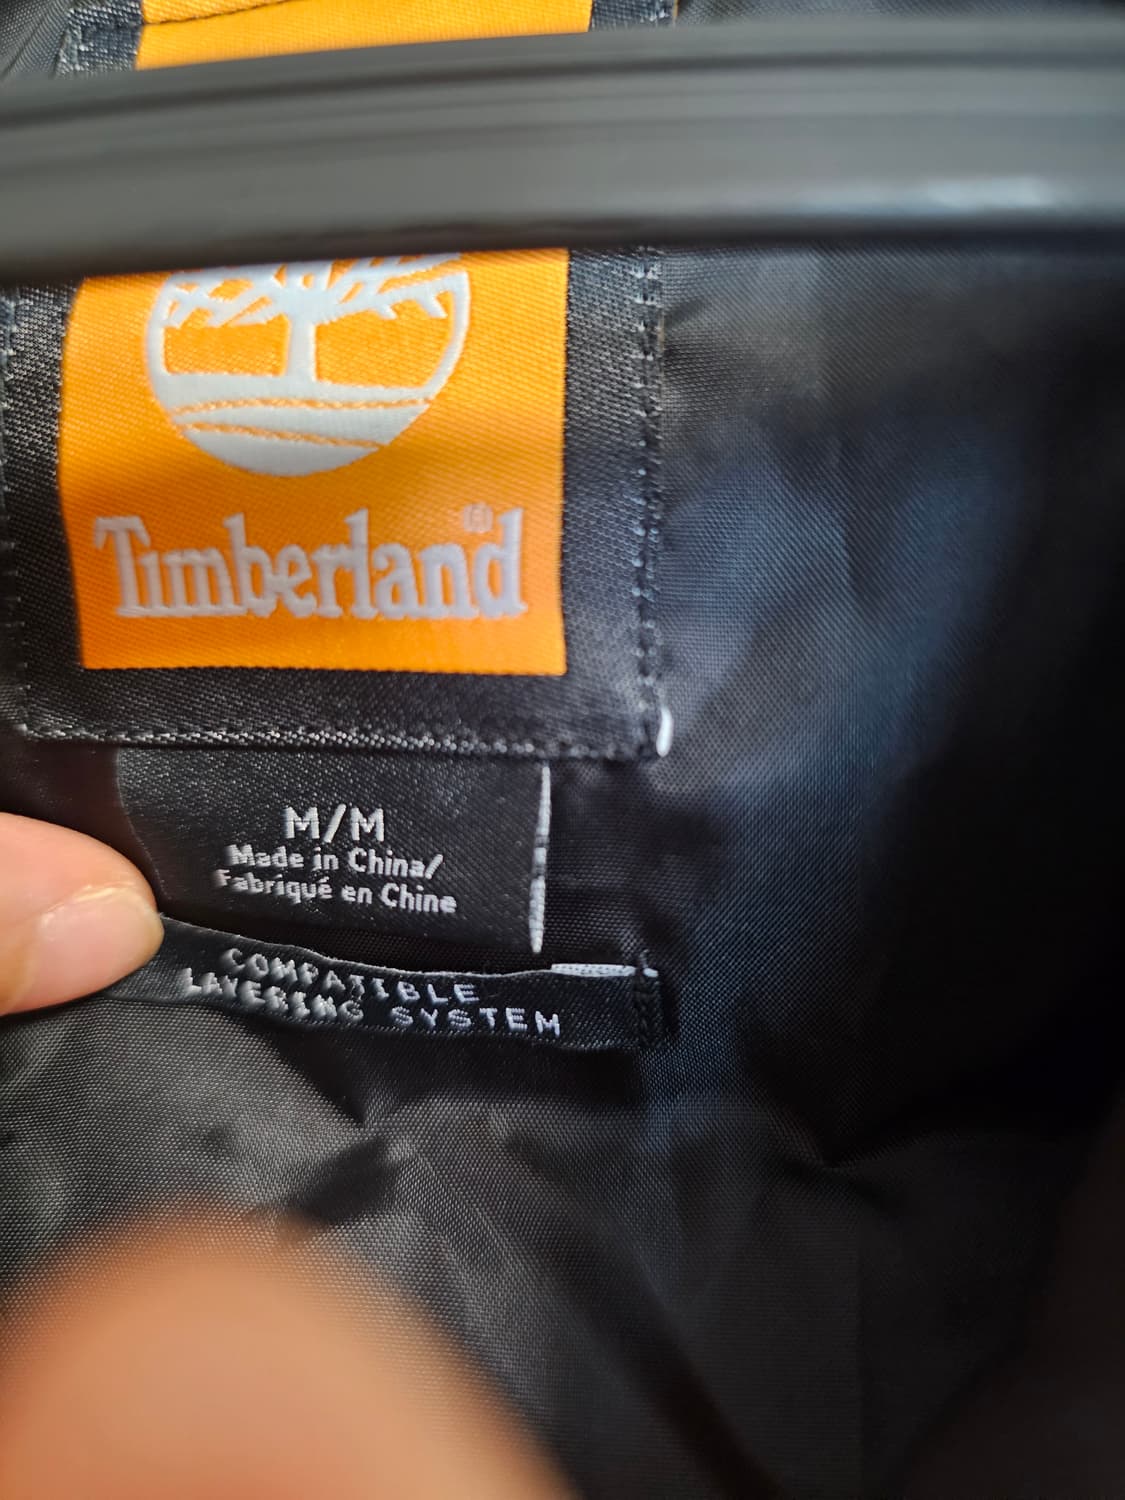 Timberland®
M/M
Made in China/
Fabriqué en Chine
COMPATIBLE
LAYERING SYSTEM